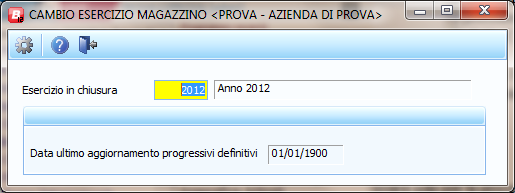 CAMBIO ESERCIZIO MAGAZZINO <PROVA - AZIENDA DI PROVA>
Esercizio in chiusura 2012 Anno 2012
Data ultimo aggiornamento progressivi definitivi 01/01/1900